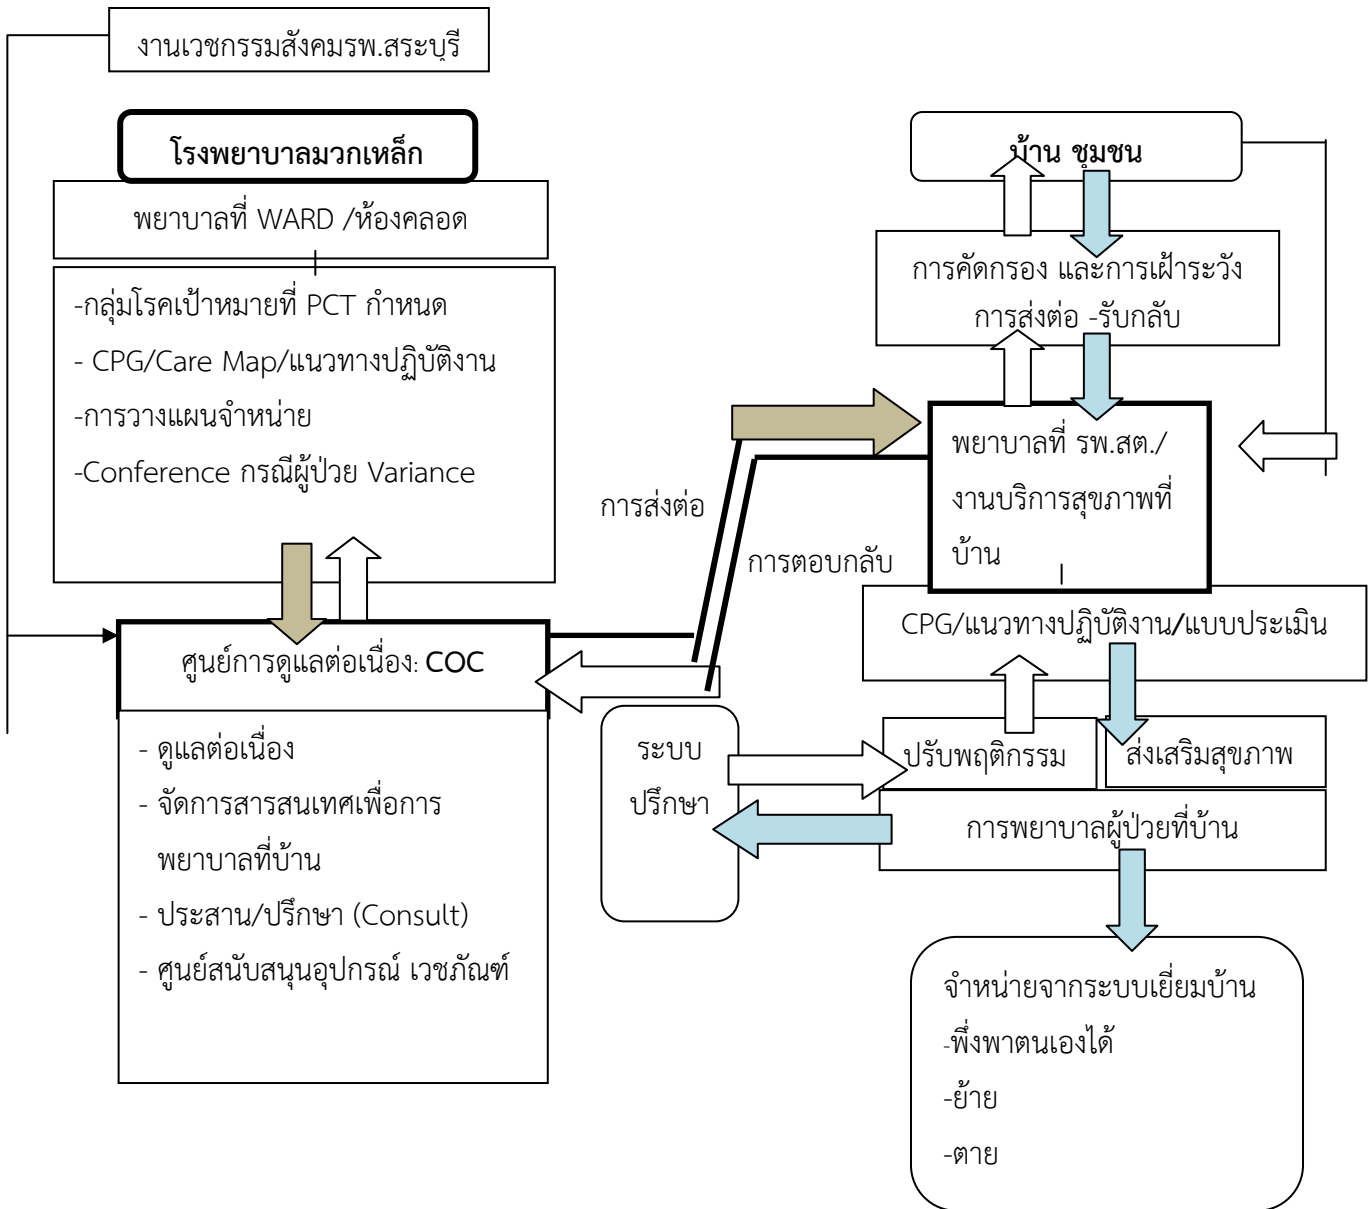 งานเวชกรรมสังคมรพ.สระบุรี
โรงพยาบาลมวกเหล็ก
พยาบาลที่ WARD /ห้องคลอด
-กลุ่มโรคเป้าหมายที่ PCT กำหนด
- CPG/Care Map/แนวทางปฏิบัติงาน
-การวางแผนจำหน่าย
-Conference กรณีผู้ป่วย Variance
ศูนย์การดูแลต่อเนื่อง: COC
- ดูแลต่อเนื่อง
- จัดการสารสนเทศเพื่อการ
พยาบาลที่บ้าน
- ประสาน/ปรึกษา (Consult)
- ศูนย์สนับสนุนอุปกรณ์ เวชภัณฑ์
การส่งต่อ
การตอบกลับ
ระบบ
ปรึกษา
บ้าน ชุมชน
การคัดกรอง และการเฝ้าระวัง
การส่งต่อ -รับกลับ
พยาบาลที่ รพ.สต./
งานบริการสุขภาพที่
บ้าน
CPG/แนวทางปฏิบัติงาน/แบบประเมิน
ปรับพฤติกรรม
ส่งเสริมสุขภาพ
การพยาบาลผู้ป่วยที่บ้าน
จำหน่ายจากระบบเยี่ยมบ้าน
-พึ่งพาตนเองได้
-ย้าย
-ตาย